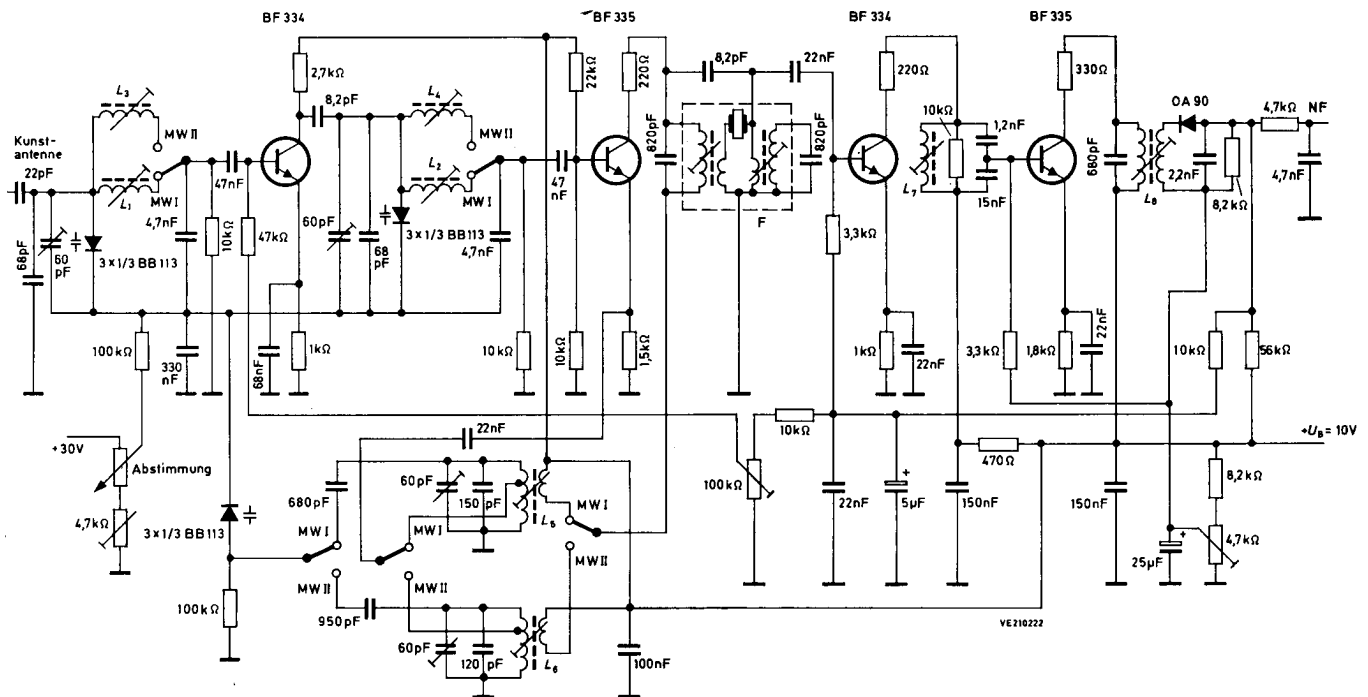 BF 334
BF 335
BF 334
BF 335
2,7kΩ
22kΩ
220Ω
8,2pF
22nF
220Ω
330Ω
OA 90
4,7kΩ
NF
L3
MW II
8,2pF
L4
MW II
820pF
820pF
10kΩ
1,2nF
680pF
Kunst-
antenne
22pF
L1
MW I
47nF
L2
MW I
47
nF
F
L7
15nF
L8
2,2nF
8,2kΩ
4,7nF
68pF
60
pF
3×1/3 BB 113
4,7nF
10kΩ
47kΩ
60pF
68
pF
3×1/3 BB 113
4,7nF
3,3kΩ
100kΩ
330
nF
68nF
1kΩ
10kΩ
10kΩ
1,5kΩ
1kΩ
22nF
3,3kΩ
1,8kΩ
22nF
10kΩ
56kΩ
+30V
Abstimmung
4,7kΩ
22nF
10kΩ
470Ω
+UB = 10V
680pF
60pF
150 pF
L5
MW I
MW I
MW I
100kΩ
22nF
+
5μF
150nF
150nF
8,2kΩ
3×1/3 BB 113
MW II
MW II
MW II
25μF
+
4,7kΩ
100kΩ
950pF
60pF
120 pF
L6
100nF
VE210222